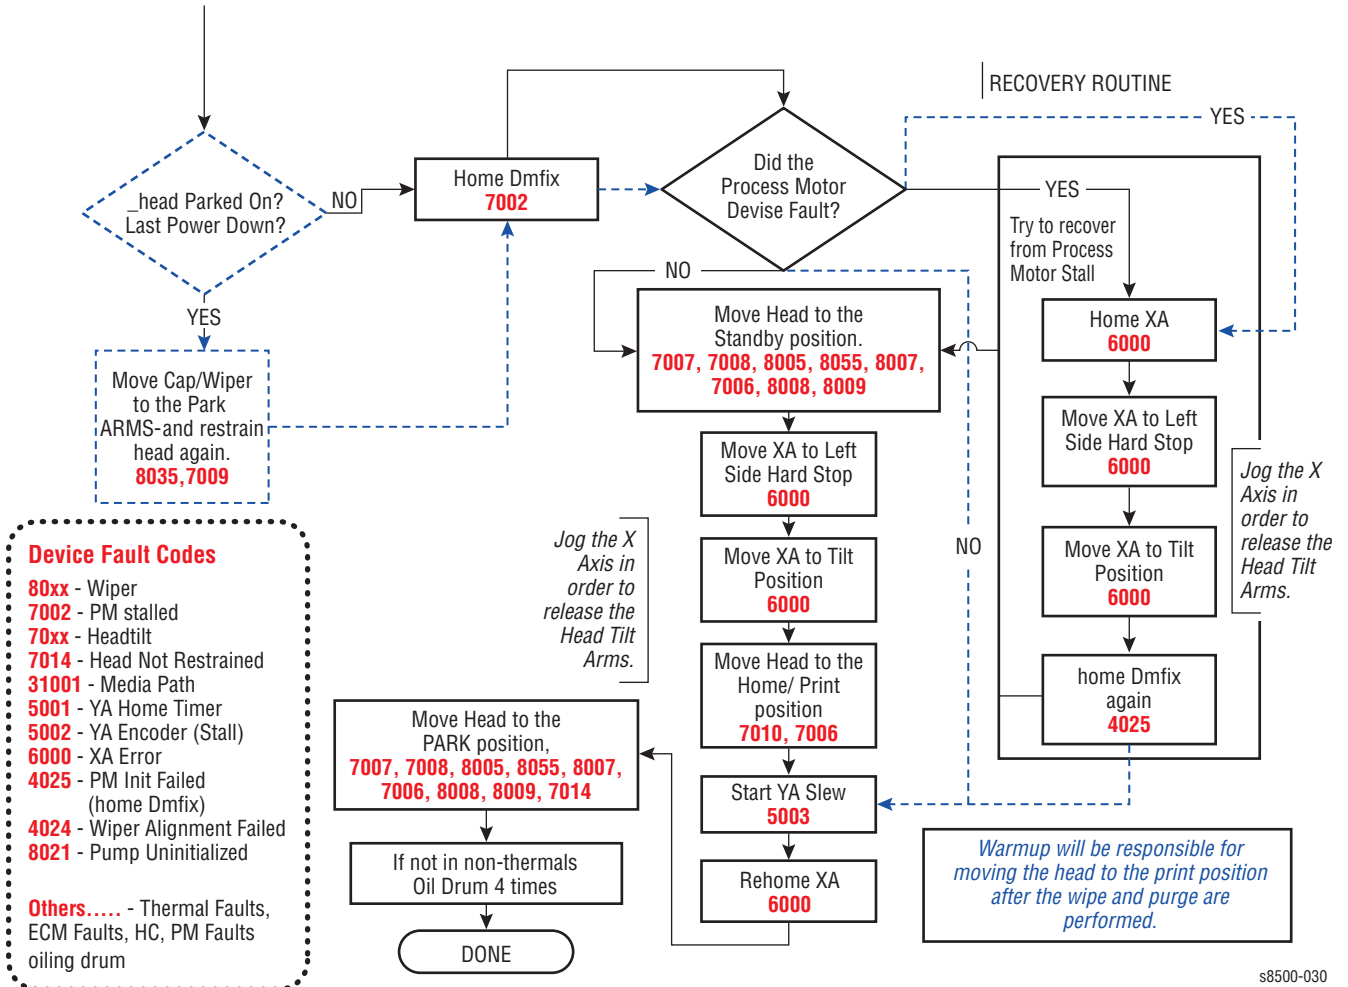 RECOVERY ROUTINE
YES
_head Parked On?
Last Power Down?
NO
YES
Move Cap/Wiper
to the Park
ARMS-and restrain
head again.
8035,7009
Home Dmfix
7002
Did the
Process Motor
Devise Fault?
NO
NO
YES
Try to recover
from Process
Motor Stall
Home XA
6000
Move XA to Left
Side Hard Stop
6000
Move XA to Tilt
Position
6000
home Dmfix
again
4025
Jog the X
Axis in
order to
release the
Head Tilt
Arms.
Move Head to the
Standby position.
7007, 7008, 8005, 8055, 8007,
7006, 8008, 8009
Move XA to Left
Side Hard Stop
6000
Move XA to Tilt
Position
6000
Jog the X
Axis in
order to
release the
Head Tilt
Arms.
Move Head to the
Home/ Print
position
7010, 7006
Start YA Slew
5003
Rehome XA
6000
Move Head to the
PARK position,
7007, 7008, 8005, 8055, 8007,
7006, 8008, 8009, 7014
If not in non-thermals
Oil Drum 4 times
DONE
Device Fault Codes
80xx - Wiper
7002 - PM stalled
70xx - Headtilt
7014 - Head Not Restrained
31001 - Media Path
5001 - YA Home Timer
5002 - YA Encoder (Stall)
6000 - XA Error
4025 - PM Init Failed
(home Dmfix)
4024 - Wiper Alignment Failed
8021 - Pump Uninitialized
Others..... - Thermal Faults,
ECM Faults, HC, PM Faults
oiling drum
Warmup will be responsible for
moving the head to the print position
after the wipe and purge are
performed.
s8500-030